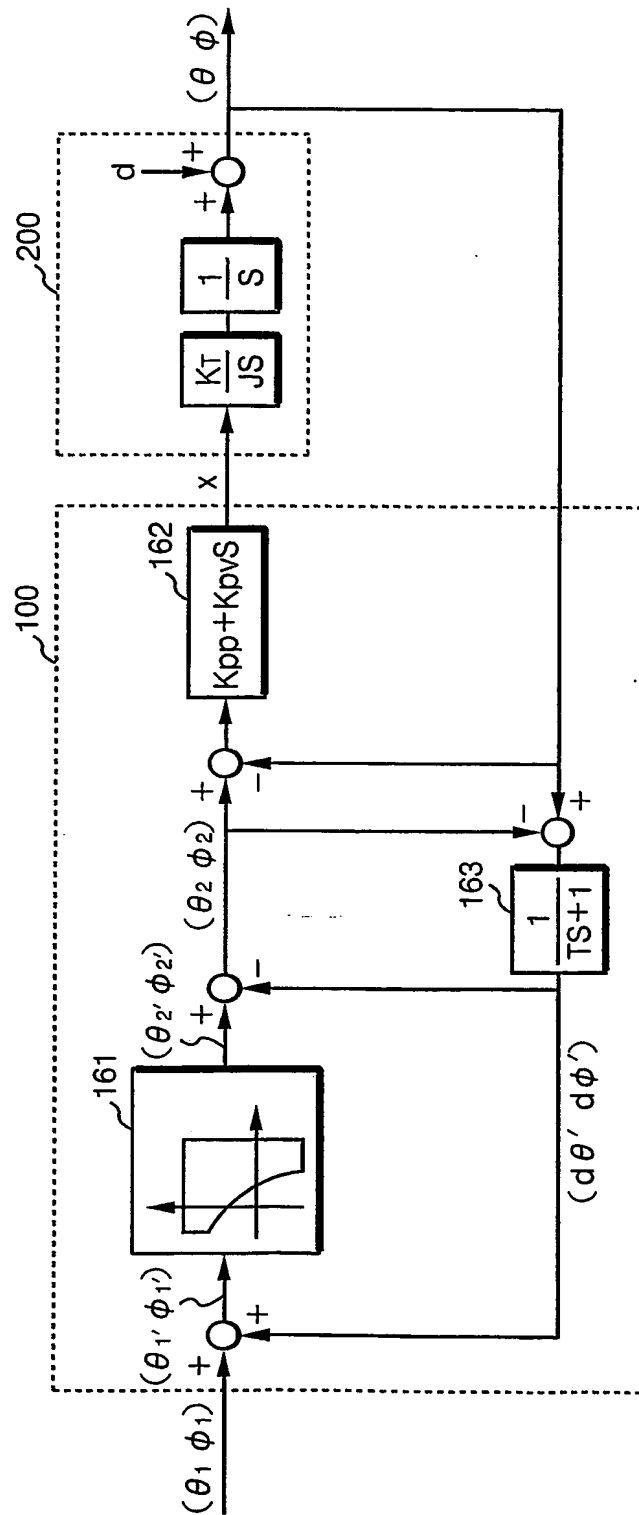 100
200
(θ1 ϕ1)
+
+
(θ1' ϕ1')
161
(θ2' ϕ2')
+
−
(θ2 ϕ2)
+
−
162
Kpp+KpvS
x
KT
JS
1
S
d
+
+
(θ ϕ)
+
−
163
1
TS+1
(dθ' dϕ')